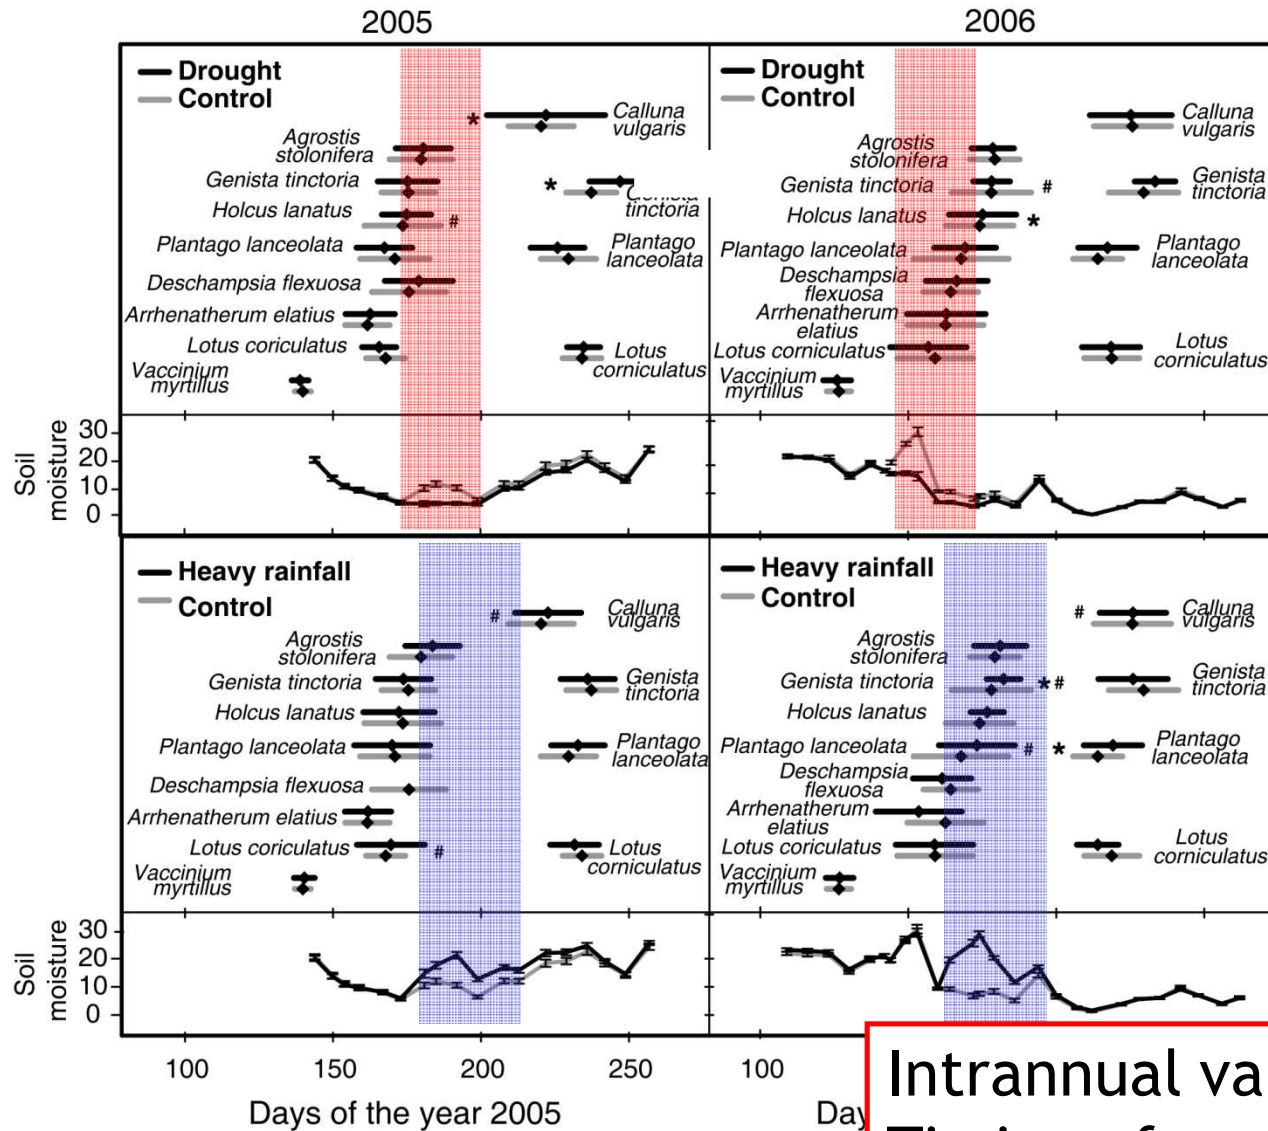 2005
2006
Drought
Control
*
Calluna
vulgaris
Agrostis
stolonifera
Genista tinctoria
*
tinctoria
Holcus lanatus
#
Plantago lanceolata
Plantago
lanceolata
Deschampsia flexuosa
Arrhenatherum elatius
Lotus coriculatus
Lotus
corniculatus
Vaccinium
myrtillus
Drought
Control
Calluna
vulgaris
Agrostis
stolonifera
Genista tinctoria
#
Genista
tinctoria
Holcus lanatus
*
Plantago lanceolata
Plantago
lanceolata
Deschampsia
flexuosa
Arrhenatherum
elatius
Lotus corniculatus
Lotus
corniculatus
Vaccinium
myrtillus
Soil
moisture
30
20
10
0
Heavy rainfall
Control
#
Calluna
vulgaris
Agrostis
stolonifera
Genista tinctoria
Genista
tinctoria
Holcus lanatus
Plantago lanceolata
Plantago
lanceolata
Deschampsia flexuosa
Arrhenatherum elatius
Lotus coriculatus
#
Lotus
corniculatus
Vaccinium
myrtillus
Heavy rainfall
Control
#
Calluna
vulgaris
Agrostis
stolonifera
Genista tinctoria
*#
Genista
tinctoria
Holcus lanatus
Plantago lanceolata
# *
Plantago
lanceolata
Deschampsia
flexuosa
Arrhenatherum
elatius
Lotus coriculatus
Lotus
corniculatus
Vaccinium
myrtillus
Soil
moisture
30
20
10
0
100 150 200 250
100
Days of the year 2005
Day
Intrannual va